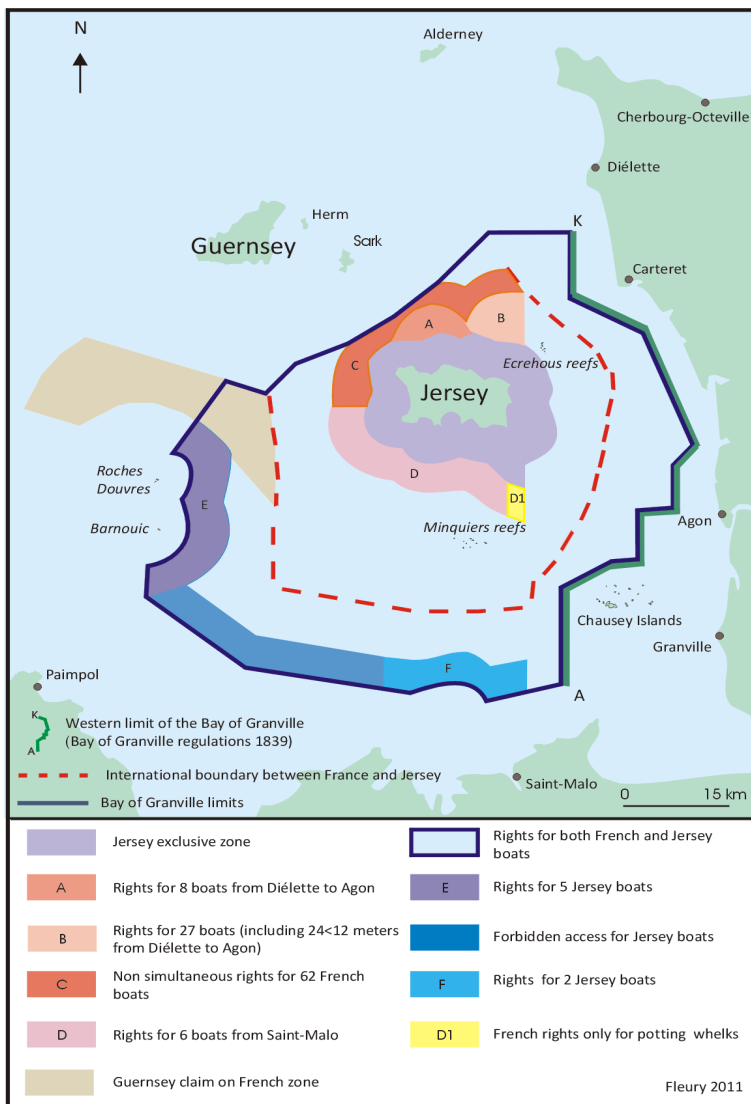 N
Alderney
Cherbourg-Octeville
Diélette
Herm
K
Guernsey
Sark
Carteret
A
B
C
Ecrehous reefs
Jersey
Roches
Douvres
E
D
D1
Barnouic
Minquiers reefs
Agon
Chausey Islands
Granville
F
Paimpol
A
K
A
Western limit of the Bay of Granville
(Bay of Granville regulations 1839)
International boundary between France and Jersey
Bay of Granville limits
Saint-Malo
0 15 km
Jersey exclusive zone
Rights for both French and Jersey
boats
A Rights for 8 boats from Diélette to Agon
E Rights for 5 Jersey boats
B Rights for 27 boats (including 24<12 meters
from Diélette to Agon)
Forbidden access for Jersey boats
C Non simultaneous rights for 62 French
boats
F Rights for 2 Jersey boats
D Rights for 6 boats from Saint-Malo
D1 French rights only for potting whelks
Guernsey claim on French zone
Fleury 2011